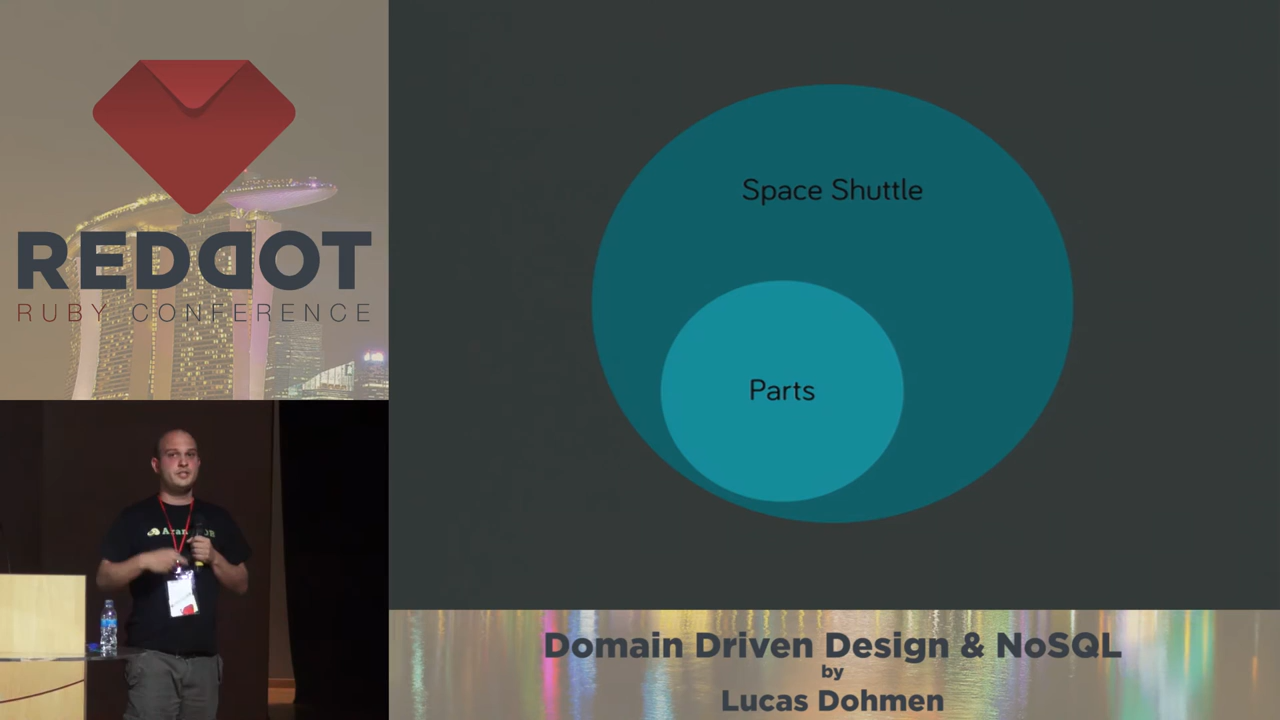 REDDOT
RUBY CONFERENCE
Space Shuttle
Parts
Domain Driven Design & NoSQL
by
Lucas Dohmen